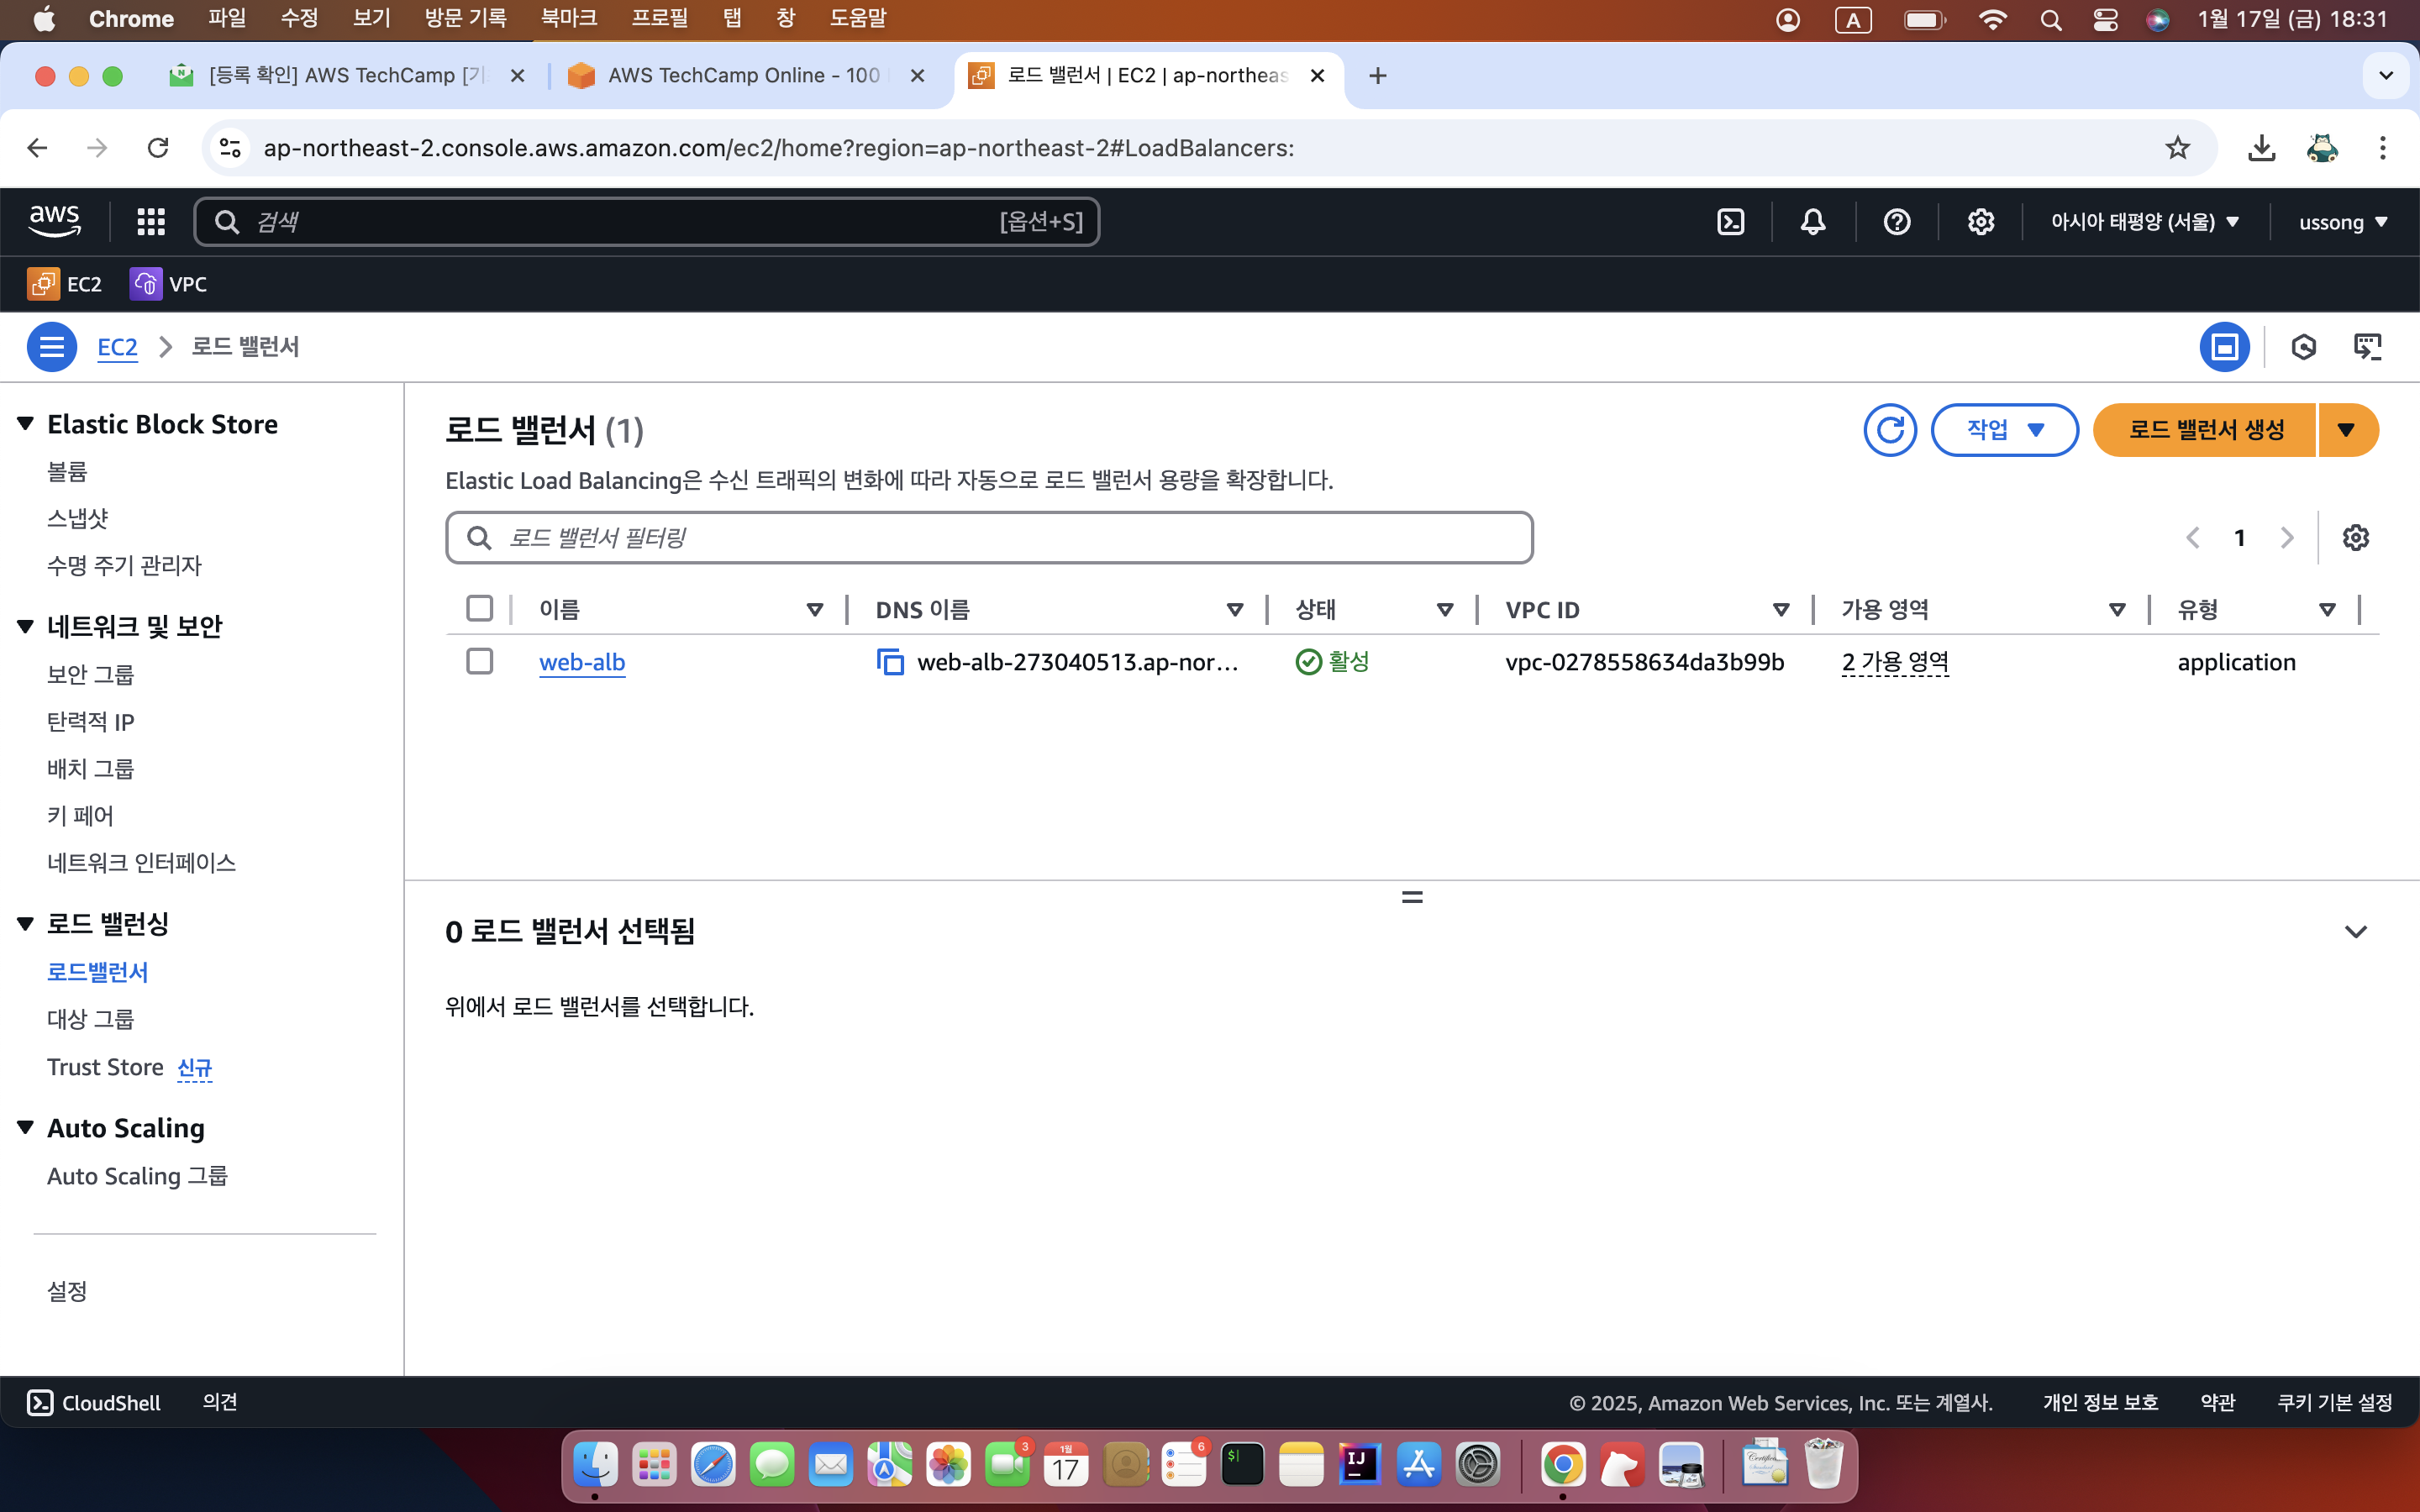 Chrome 파일 수정 보기 방문 기록 북마크 프로필 탭 창 도움말 A 1월 17일 (금) 18:31
[등록 확인] AWS TechCamp [기 AWS TechCamp Online - 100 로드 밸런서 | EC2 | ap-northeas
ap-northeast-2.console.aws.amazon.com/ec2/home?region=ap-northeast-2#LoadBalancers:
aws 검색 [옵션+S] 아시아 태평양 (서울) ussong
EC2 VPC
EC2 로드 밸런서
Elastic Block Store
볼륨
스냅샷
수명 주기 관리자
네트워크 및 보안
보안 그룹
탄력적 IP
배치 그룹
키 페어
네트워크 인터페이스
로드 밸런싱
로드밸런서
대상 그룹
Trust Store 신규
Auto Scaling
Auto Scaling 그룹
설정
로드 밸런서 (1)
작업 로드 밸런서 생성
Elastic Load Balancing은 수신 트래픽의 변화에 따라 자동으로 로드 밸런서 용량을 확장합니다.
로드 밸런서 필터링 1
이름 DNS 이름 상태 VPC ID 가용 영역 유형
web-alb web-alb-273040513.ap-nor... 활성 vpc-0278558634da3b99b 2 가용 영역 application
0 로드 밸런서 선택됨
위에서 로드 밸런서를 선택합니다.
CloudShell 의견 © 2025, Amazon Web Services, Inc. 또는 계열사. 개인 정보 보호 약관 쿠키 기본 설정
3 1월 17 6 $ IJ